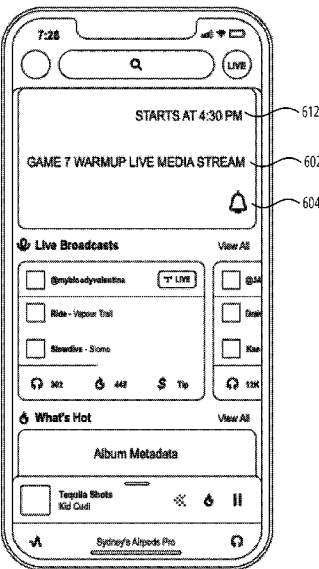 7:28
LIVE
STARTS AT 4:30 PM
612
GAME 7 WARMUP LIVE MEDIA STREAM
602
604
Live Broadcasts View All
@mybloodyvalentine LIVE
Ride - Vapour Trail
Slowdive - Slomo
302 448 $ Tip 12K
What's Hot View All
Album Metadata
Tequila Shots
Kid Cudi
Sydney's Airpods Pro